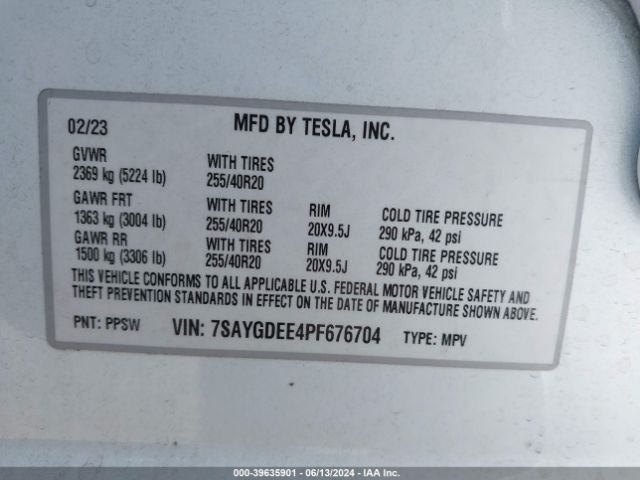 02/23 MFD BY TESLA, INC.
GVWR WITH TIRES
2369 kg (5224 lb) 255/40R20
GAWR FRT WITH TIRES RIM COLD TIRE PRESSURE
1363 kg (3004 lb) 255/40R20 20X9.5J 290 kPa, 42 psi
GAWR RR WITH TIRES RIM COLD TIRE PRESSURE
1500 kg (3306 lb) 255/40R20 20X9.5J 290 kPa, 42 psi
THIS VEHICLE CONFORMS TO ALL APPLICABLE U.S. FEDERAL MOTOR VEHICLE SAFETY AND
THEFT PREVENTION STANDARDS IN EFFECT ON THE DATE OF MANUFACTURE SHOWN ABOVE.
PNT: PPSW VIN: 7SAYGDEE4PF676704 TYPE: MPV
000-39635901 - 06/13/2024 - IAA Inc.